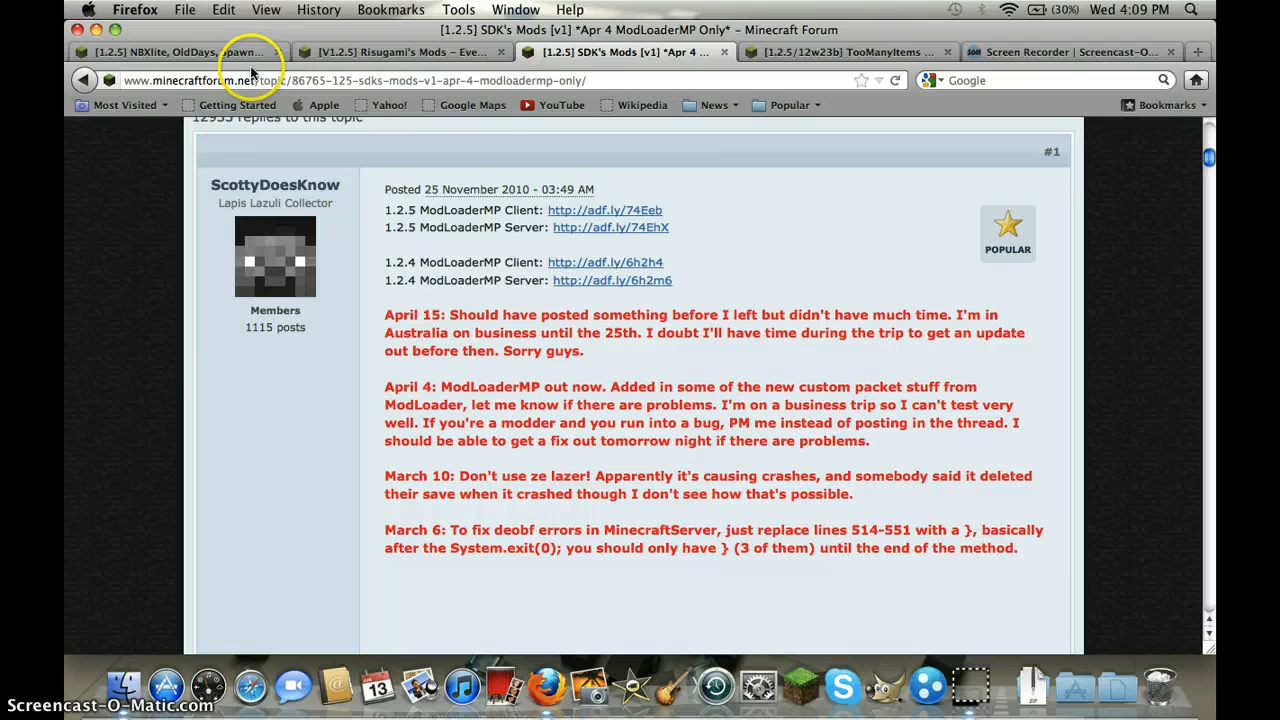 Firefox File Edit View History Bookmarks Tools Window Help (30%) Wed 4:09 PM
[1.2.5] SDK's Mods [v1] *Apr 4 ModLoaderMP Only* - Minecraft Forum
[1.2.5] NBXlite, OldDays, Spawn... [V1.2.5] Risugami's Mods - Eve... [1.2.5] SDK's Mods [v1] *Apr 4 ... [1.2.5/12w23b] TooManyItems ... Screen Recorder | Screencast-O...
www.minecraftforum.net/topic/86765-125-sdks-mods-v1-apr-4-modloadermp-only/ Google
Most Visited Getting Started Apple Yahoo! Google Maps YouTube Wikipedia News Popular Bookmarks
12953 replies to this topic
#1
ScottyDoesKnow
Lapis Lazuli Collector
Members
1115 posts
Posted 25 November 2010 - 03:49 AM
1.2.5 ModLoaderMP Client: http://adf.ly/74Eeb
1.2.5 ModLoaderMP Server: http://adf.ly/74EhX
1.2.4 ModLoaderMP Client: http://adf.ly/6h2h4
1.2.4 ModLoaderMP Server: http://adf.ly/6h2m6
POPULAR
April 15: Should have posted something before I left but didn't have much time. I'm in
Australia on business until the 25th. I doubt I'll have time during the trip to get an update
out before then. Sorry guys.
April 4: ModLoaderMP out now. Added in some of the new custom packet stuff from
ModLoader, let me know if there are problems. I'm on a business trip so I can't test very
well. If you're a modder and you run into a bug, PM me instead of posting in the thread. I
should be able to get a fix out tomorrow night if there are problems.
March 10: Don't use ze lazer! Apparently it's causing crashes, and somebody said it deleted
their save when it crashed though I don't see how that's possible.
March 6: To fix deobf errors in MinecraftServer, just replace lines 514-551 with a }, basically
after the System.exit(0); you should only have } (3 of them) until the end of the method.
13
ZIP
Screencast-O-Matic.com